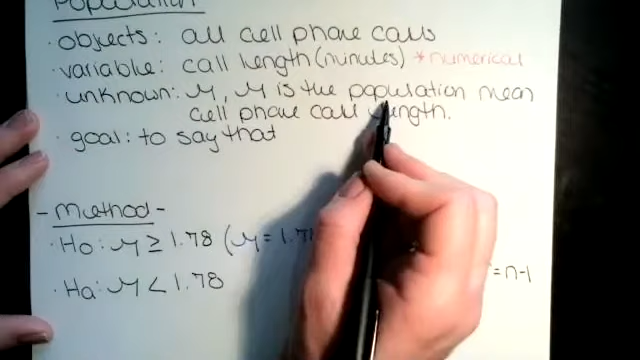 Population
· objects: all cell phone calls
· variable: call length (minutes) *numerical
· unknown: μ, μ is the population mean
cell phone call length.
· goal: to say that
- Method -
· Ho: μ ≥ 1.78 (μ = 1.78
· Ha: μ < 1.78
= n-1